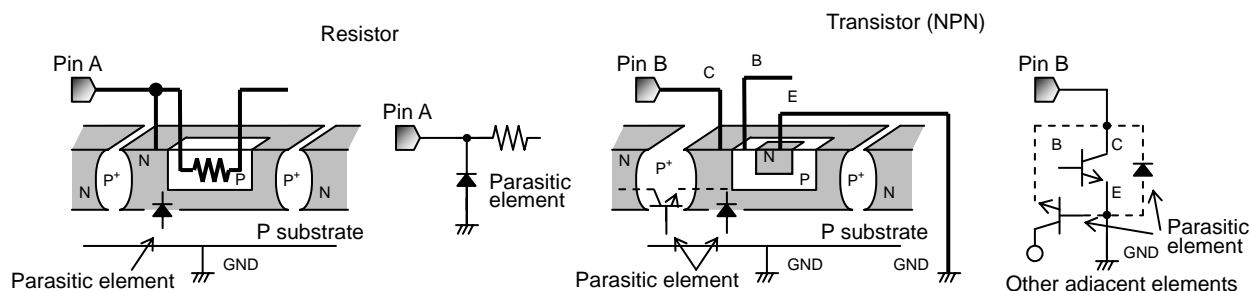 Resistor
Pin A
N
P
N
P+
P+
N
P substrate
Parasitic element
GND
Pin A
Parasitic
element
Transistor (NPN)
Pin B
C
B
E
N
N
P
N
P+
P+
N
P substrate
Parasitic element
GND
GND
Pin B
B
C
E
GND
Parasitic
element
Other adjacent elements